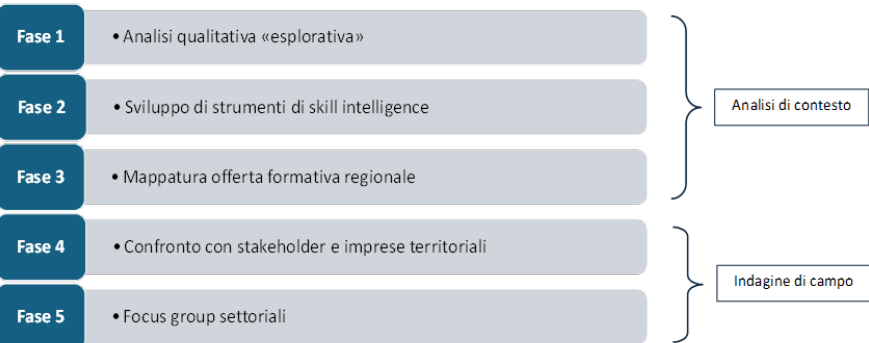 Fase 1
• Analisi qualitativa «esplorativa»
Fase 2
• Sviluppo di strumenti di skill intelligence
Fase 3
• Mappatura offerta formativa regionale
Analisi di contesto
Fase 4
• Confronto con stakeholder e imprese territoriali
Fase 5
• Focus group settoriali
Indagine di campo